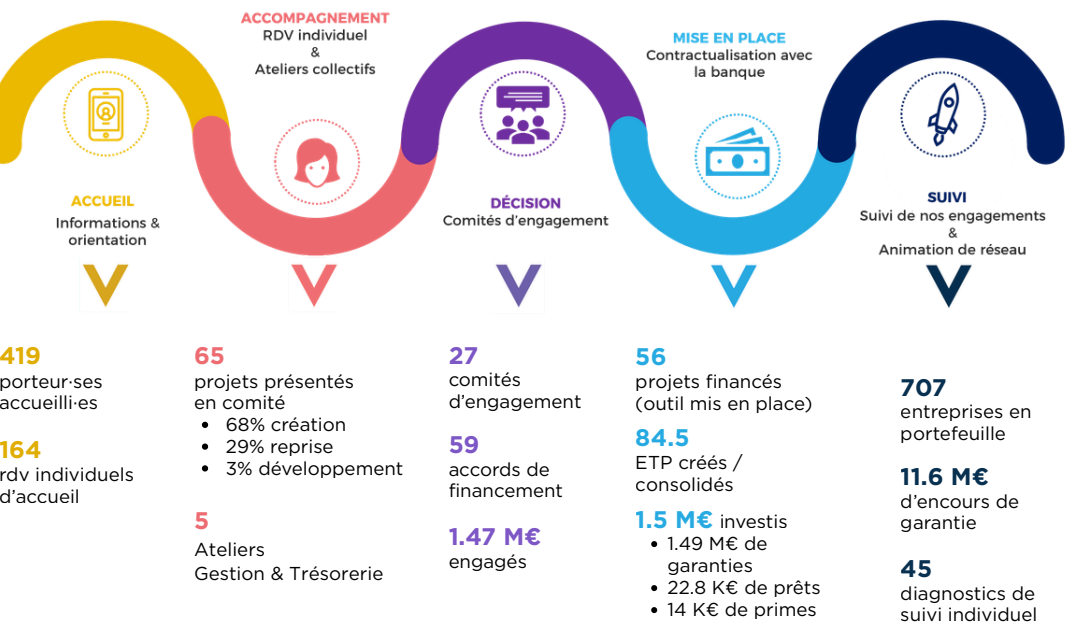 ACCUEIL
Informations &
orientation
419
porteur·ses
accueilli·es
164
rdv individuels
d'accueil
ACCOMPAGNEMENT
RDV individuel
&
Ateliers collectifs
65
projets présentés
en comité
• 68% création
• 29% reprise
• 3% développement
5
Ateliers
Gestion & Trésorerie
DÉCISION
Comités d'engagement
27
comités
d'engagement
59
accords de
financement
1.47 M€
engagés
MISE EN PLACE
Contractualisation avec
la banque
56
projets financés
(outil mis en place)
84.5
ETP créés /
consolidés
1.5 M€ investis
• 1.49 M€ de
garanties
• 22.8 K€ de prêts
• 14 K€ de primes
SUIVI
Suivi de nos engagements
&
Animation de réseau
707
entreprises en
portefeuille
11.6 M€
d'encours de
garantie
45
diagnostics de
suivi individuel